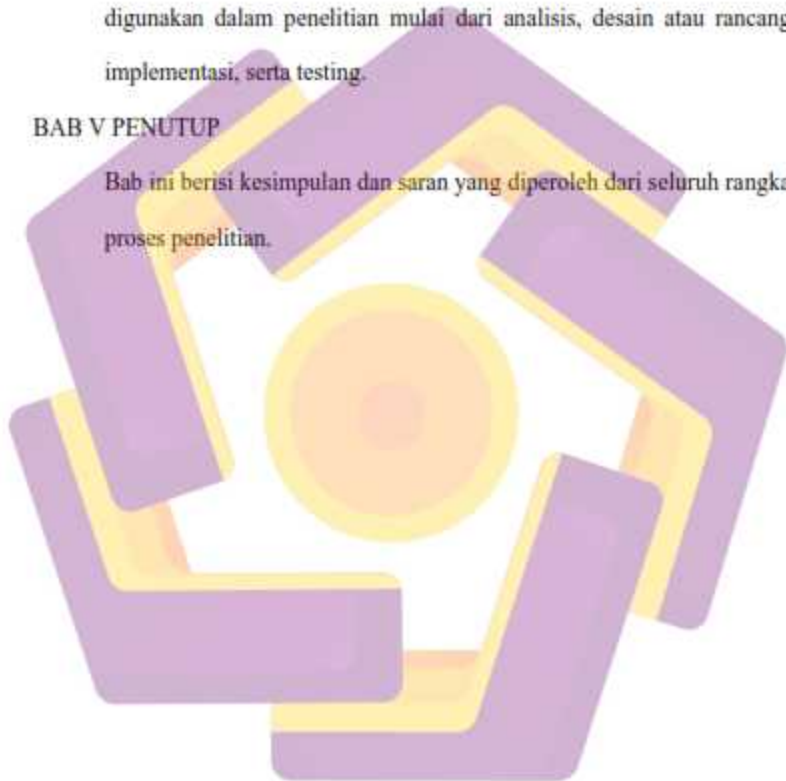 digunakan dalam penelitian mulai dari analisis, desain atau rancang
implementasi, serta testing.
BAB V PENUTUP
Bab ini berisi kesimpulan dan saran yang diperoleh dari seluruh rangka
proses penelitian.